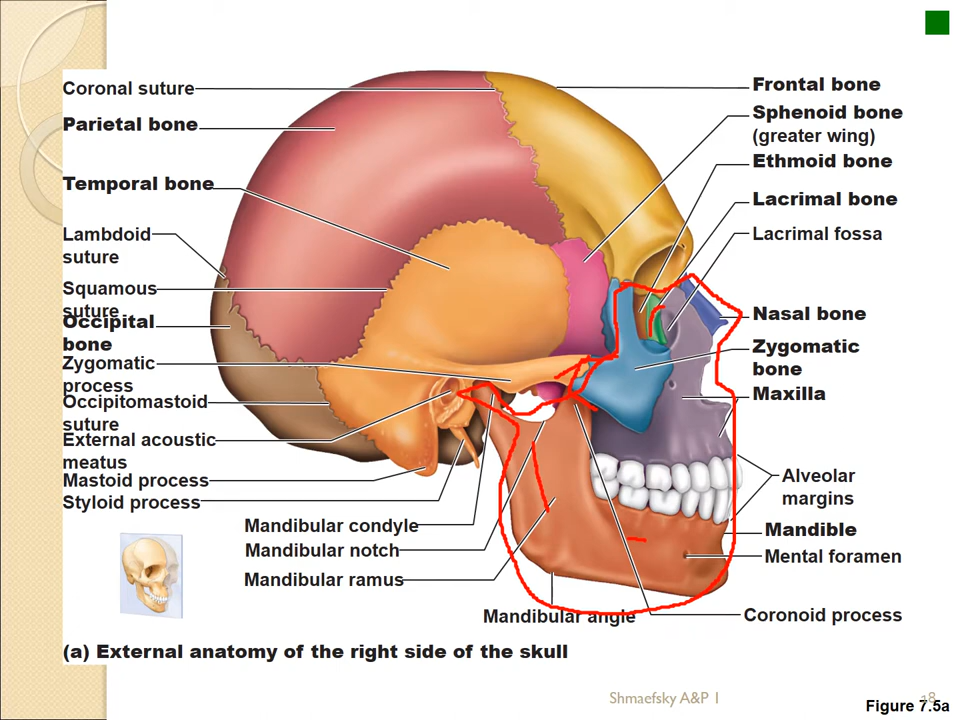 Coronal suture
Parietal bone
Temporal bone
Lambdoid
suture
Squamous
suture
Occipital
bone
Zygomatic
process
Occipitomastoid
suture
External acoustic
meatus
Mastoid process
Styloid process
Mandibular condyle
Mandibular notch
Mandibular ramus
Mandibular angle
Frontal bone
Sphenoid bone
(greater wing)
Ethmoid bone
Lacrimal bone
Lacrimal fossa
Nasal bone
Zygomatic
bone
Maxilla
Alveolar
margins
Mandible
Mental foramen
Coronoid process
(a) External anatomy of the right side of the skull
Shmaefsky A&P I
18
Figure 7.5a